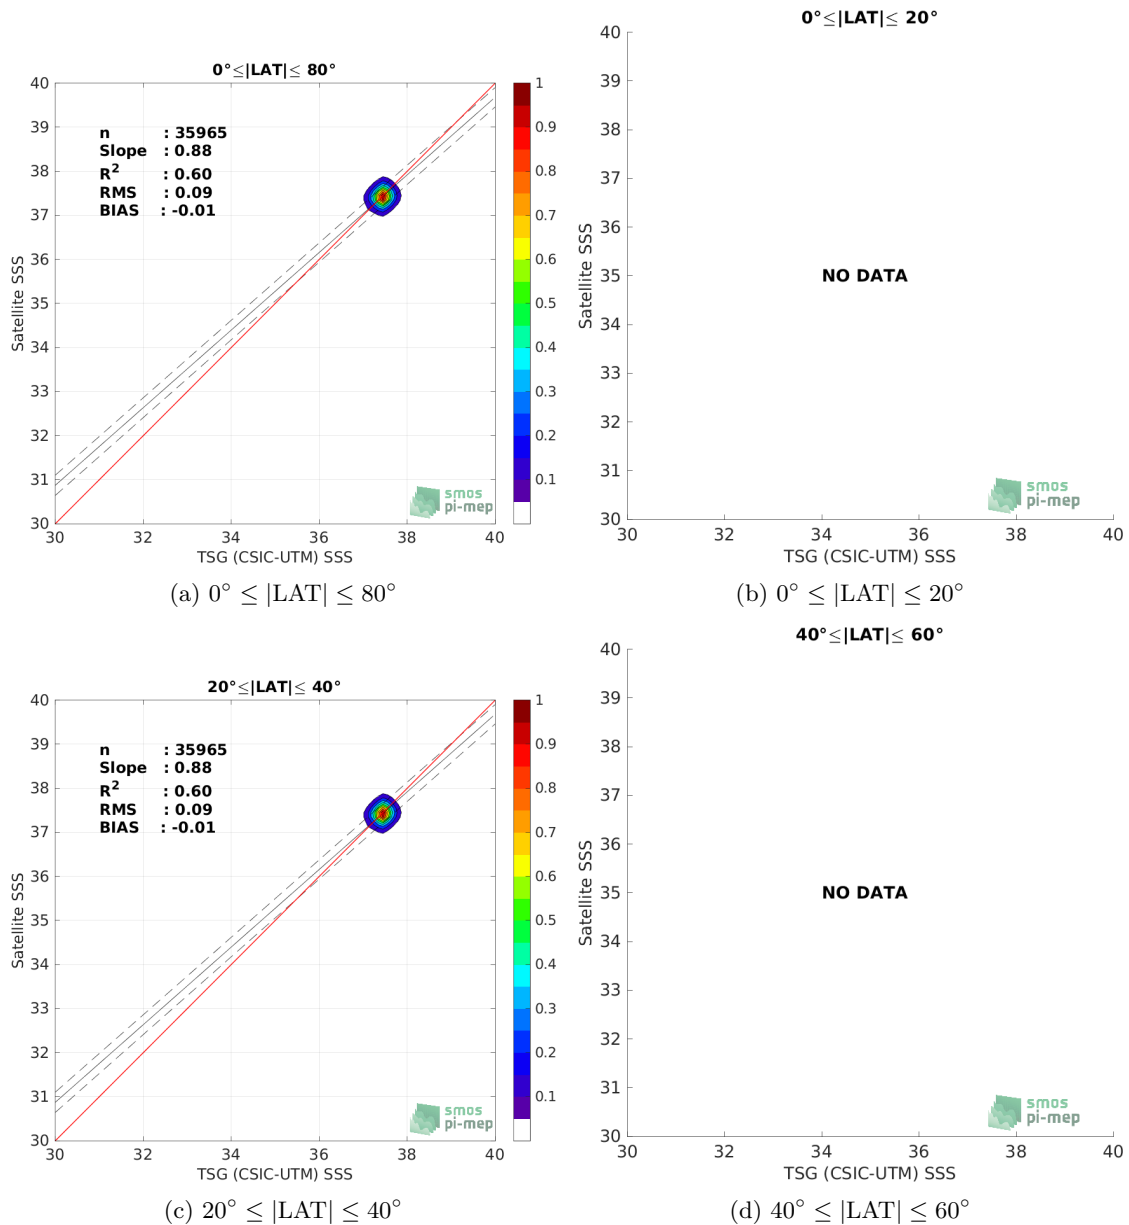 0°≤|LAT|≤ 80°
40
39
38
37
36
35
34
33
32
31
30
n : 35965
Slope : 0.88
R2 : 0.60
RMS : 0.09
BIAS : -0.01
Satellite SSS
30 32 34 36 38 40
TSG (CSIC-UTM) SSS
smos
pi-mep
1
0.9
0.8
0.7
0.6
0.5
0.4
0.3
0.2
0.1
(a) 0° ≤ |LAT| ≤ 80°
0°≤|LAT|≤ 20°
40
39
38
37
36
35
34
33
32
31
30
NO DATA
Satellite SSS
30 32 34 36 38 40
TSG (CSIC-UTM) SSS
smos
pi-mep
(b) 0° ≤ |LAT| ≤ 20°
20°≤|LAT|≤ 40°
40
39
38
37
36
35
34
33
32
31
30
n : 35965
Slope : 0.88
R2 : 0.60
RMS : 0.09
BIAS : -0.01
Satellite SSS
30 32 34 36 38 40
TSG (CSIC-UTM) SSS
smos
pi-mep
1
0.9
0.8
0.7
0.6
0.5
0.4
0.3
0.2
0.1
(c) 20° ≤ |LAT| ≤ 40°
40°≤|LAT|≤ 60°
40
39
38
37
36
35
34
33
32
31
30
NO DATA
Satellite SSS
30 32 34 36 38 40
TSG (CSIC-UTM) SSS
smos
pi-mep
(d) 40° ≤ |LAT| ≤ 60°